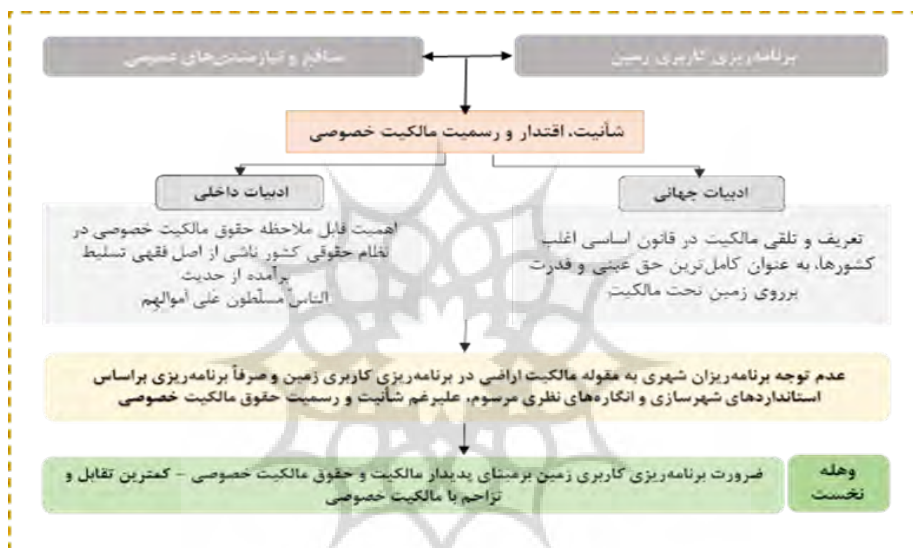 برنامه‌ریزی کاربری زمین
منافع و نیازمندی‌های عمومی
شأنیت، اقتدار و رسمیت مالکیت خصوصی
ادبیات جهانی
تعریف و تلقی مالکیت در قانون اساسی اغلب
کشورها، به عنوان کامل‌ترین حق عینی و قدرت
برروی زمین تحت مالکیت
ادبیات داخلی
اهمیت قابل ملاحظه حقوق مالکیت خصوصی در
نظام حقوقی کشور ناشی از اصل فقهی تسلیط
برآمده از حدیث
الناسُ مسلّطون علی أموالهم
عدم توجه برنامه‌ریزان شهری به مقوله مالکیت اراضی در برنامه‌ریزی کاربری زمین و صرفاً برنامه‌ریزی براساس
استانداردهای شهرسازی و انگاره‌های نظری مرسوم، علیرغم شأنیت و رسمیت حقوق مالکیت خصوصی
وهله
نخست
ضرورت برنامه‌ریزی کاربری زمین برمبنای پدیدار مالکیت و حقوق مالکیت خصوصی – کمترین تقابل و
تزاحم با مالکیت خصوصی